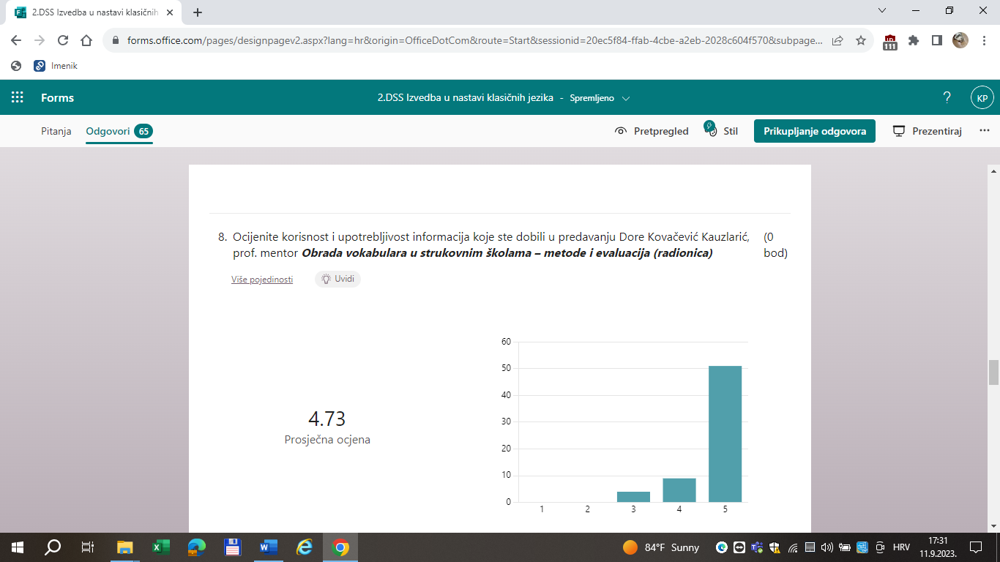 2.DSS Izvedba u nastavi klasičnih
forms.office.com/pages/designpagev2.aspx?lang=hr&origin=OfficeDotCom&route=Start&sessionid=20ec5f84-ffab-4cbe-a2eb-2028c604f570&subpage...
111
Imenik
Forms
2.DSS Izvedba u nastavi klasičnih jezika - Spremljeno
?
KP
Pitanja
Odgovori 65
Pretpregled
Stil
Prikupljanje odgovora
Prezentiraj
8. Ocijenite korisnost i upotrebljivost informacija koje ste dobili u predavanju Dore Kovačević Kauzlarić, (0
prof. mentor Obrada vokabulara u strukovnim školama – metode i evaluacija (radionica) bod)
Više pojedinosti
Uvidi
4.73
Prosječna ocjena
60
50
40
30
20
10
0
1 2 3 4 5
84°F Sunny
HRV
17:31
11.9.2023.